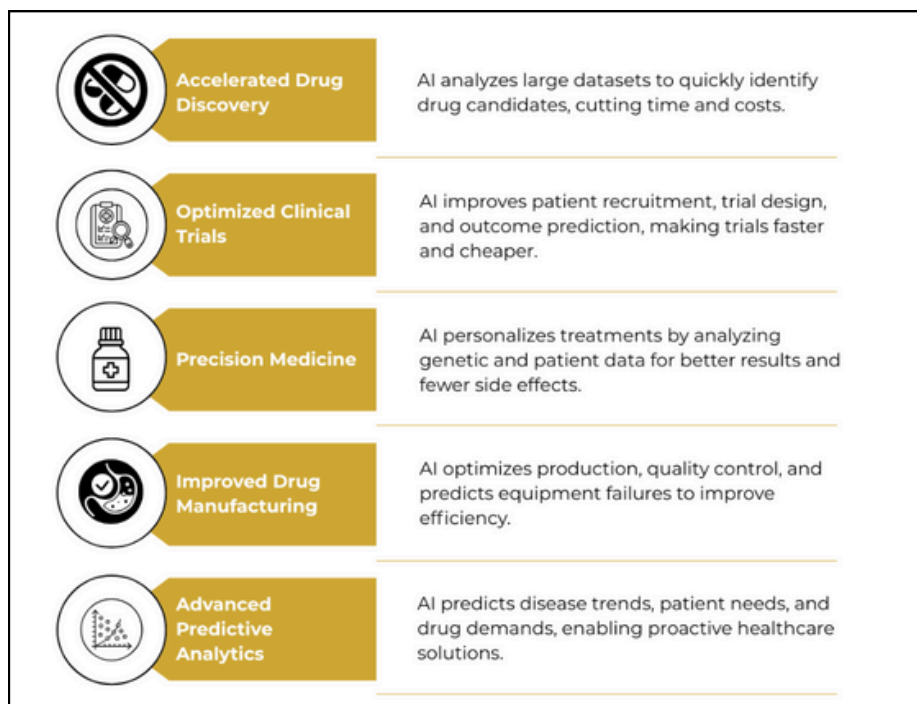 Accelerated Drug
Discovery
AI analyzes large datasets to quickly identify
drug candidates, cutting time and costs.
Optimized Clinical
Trials
AI improves patient recruitment, trial design,
and outcome prediction, making trials faster
and cheaper.
Precision Medicine
AI personalizes treatments by analyzing
genetic and patient data for better results and
fewer side effects.
Improved Drug
Manufacturing
AI optimizes production, quality control, and
predicts equipment failures to improve
efficiency.
Advanced
Predictive
Analytics
AI predicts disease trends, patient needs, and
drug demands, enabling proactive healthcare
solutions.